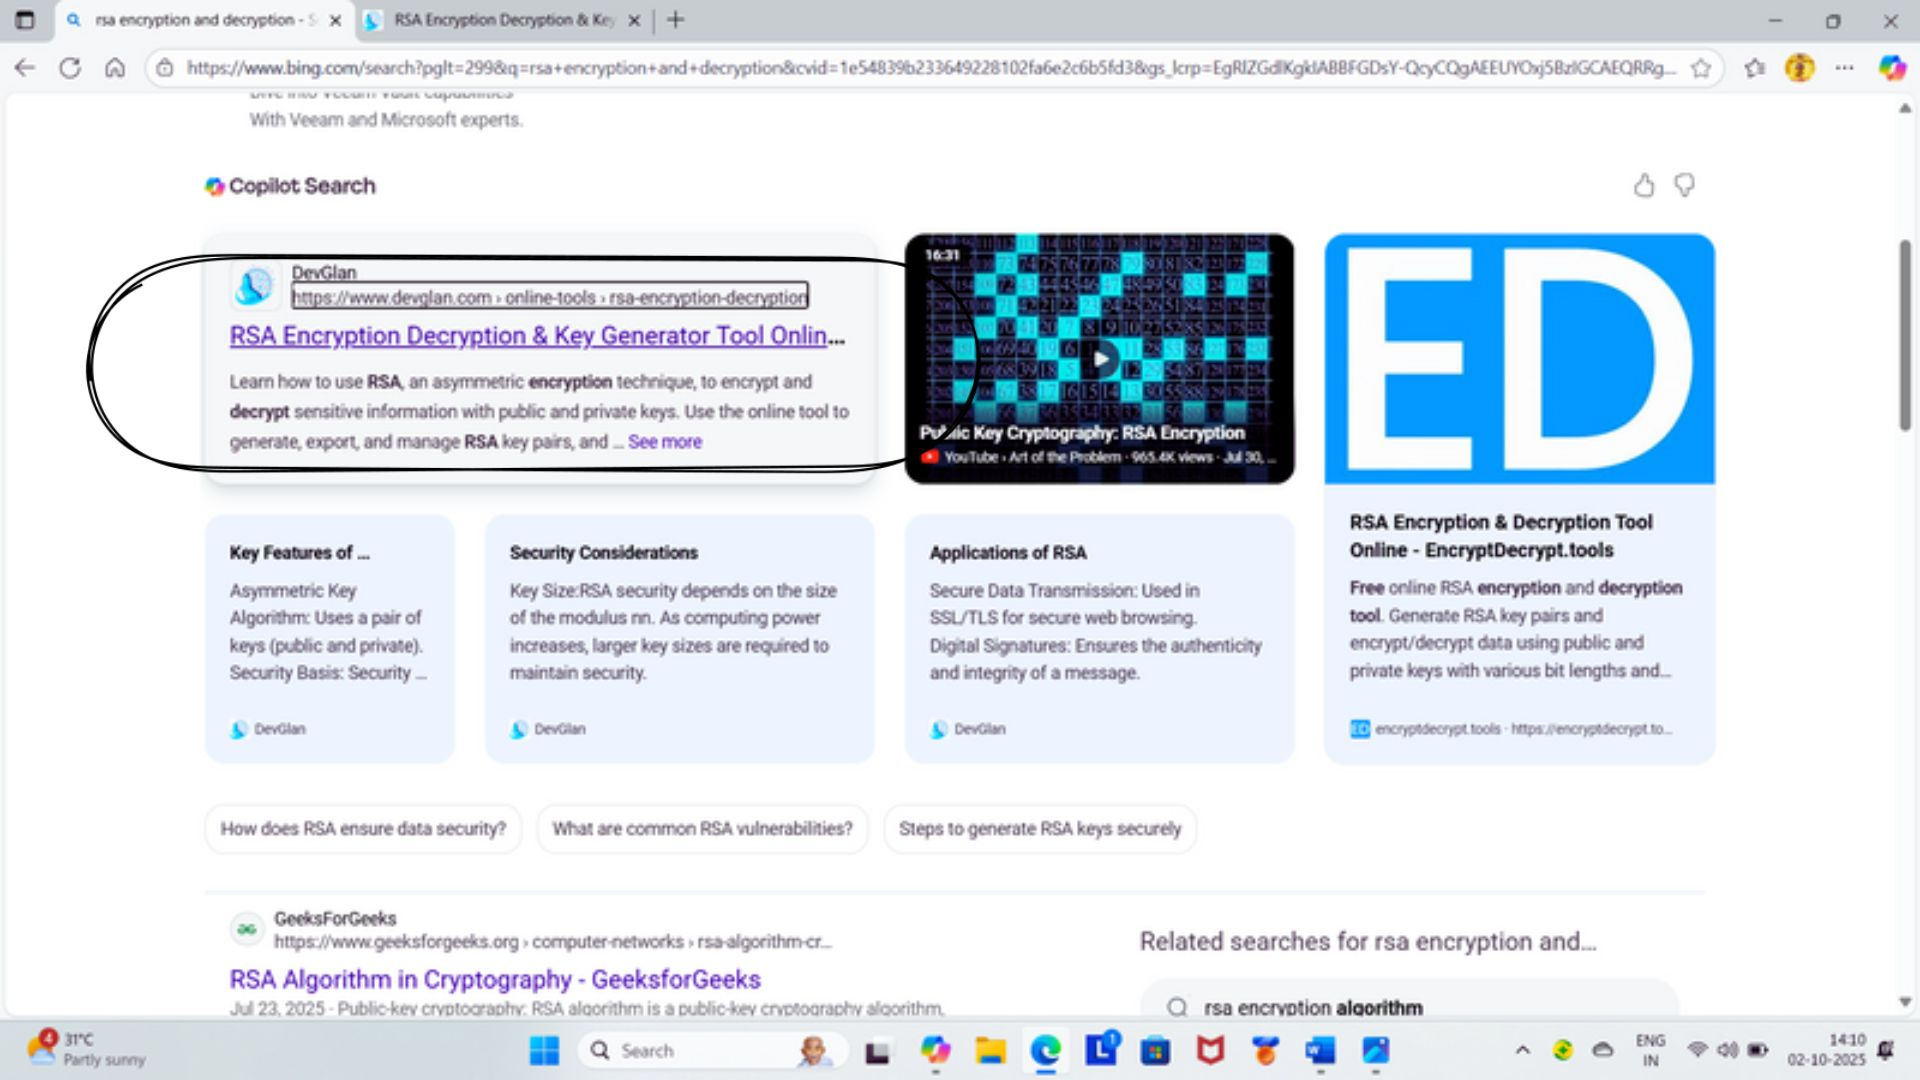 rsa encryption and decryption - S
RSA Encryption Decryption & Key
https://www.bing.com/search?pglt=299&q=rsa+encryption+and+decryption&cvid=1e54839b233649228102fa6e2c6b5fd3&gs_lcrp=
With Veeam and Microsoft experts.
Copilot Search
DevGlan
https://www.devglan.com › online-tools › rsa-encryption-decryption
RSA Encryption Decryption & Key Generator Tool Onlin...
Learn how to use RSA, an asymmetric encryption technique, to encrypt and
decrypt sensitive information with public and private keys. Use the online tool to
generate, export, and manage RSA key pairs, and ... See more
16:31
Public Key Cryptography: RSA Encryption
YouTube › Art of the Problem · 965.4K views · Jul 30, ...
ED
RSA Encryption & Decryption Tool
Online - EncryptDecrypt.tools
Free online RSA encryption and decryption
tool. Generate RSA key pairs and
encrypt/decrypt data using public and
private keys with various bit lengths and...
ED encryptdecrypt.tools · https://encryptdecrypt.to...
Key Features of ...
Asymmetric Key
Algorithm: Uses a pair of
keys (public and private).
Security Basis: Security ...
DevGlan
Security Considerations
Key Size:RSA security depends on the size
of the modulus nn. As computing power
increases, larger key sizes are required to
maintain security.
DevGlan
Applications of RSA
Secure Data Transmission: Used in
SSL/TLS for secure web browsing.
Digital Signatures: Ensures the authenticity
and integrity of a message.
DevGlan
How does RSA ensure data security?
What are common RSA vulnerabilities?
Steps to generate RSA keys securely
GeeksForGeeks
https://www.geeksforgeeks.org › computer-networks › rsa-algorithm-cr...
RSA Algorithm in Cryptography - GeeksforGeeks
Jul 23, 2025 · Public-key cryptography: RSA algorithm is a public-key cryptography algorithm,
Related searches for rsa encryption and...
rsa encryption algorithm
4
31°C
Partly sunny
Search
1
ENG
IN
14:10
02-10-2025